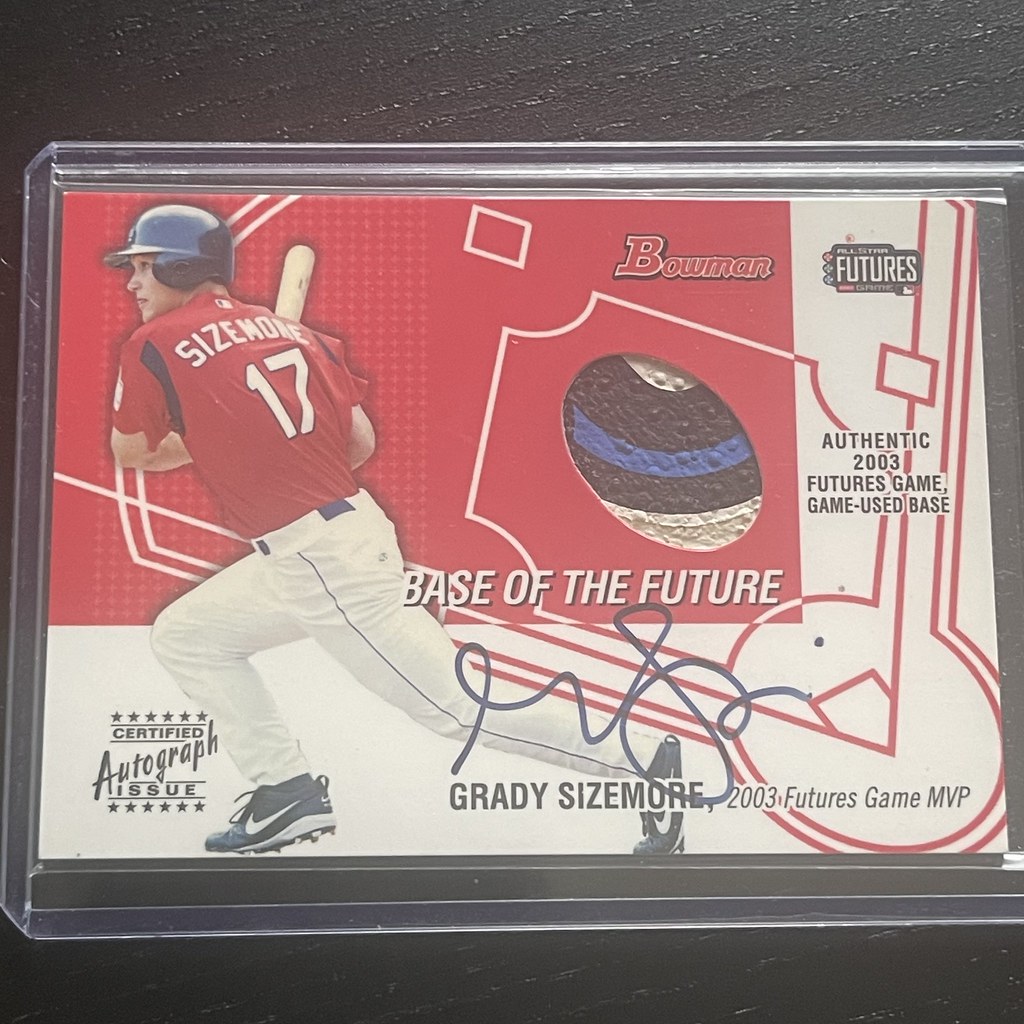 SIZEMORE
17
Bowman
ALL STAR
FUTURES
GAME
AUTHENTIC
2003
FUTURES GAME,
GAME-USED BASE
BASE OF THE FUTURE
CERTIFIED
Autograph
ISSUE
GRADY SIZEMORE, 2003 Futures Game MVP